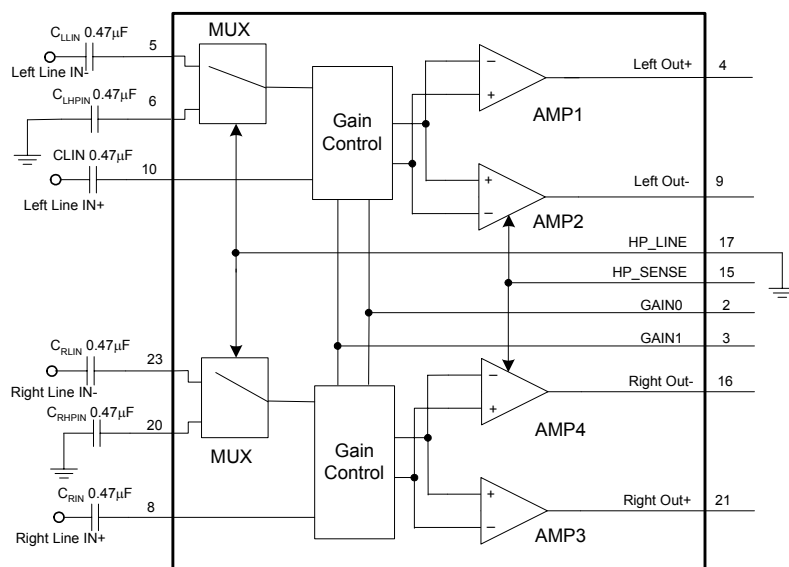 MUX
C_LLIN 0.47µF
5
Left Line IN-
C_LHPIN 0.47µF
6
CLIN 0.47µF
10
Left Line IN+
Gain Control
−
+
AMP1
Left Out+
4
+
−
AMP2
Left Out-
9
HP_LINE
17
HP_SENSE
15
GAIN0
2
GAIN1
3
C_RLIN 0.47µF
23
Right Line IN-
C_RHPIN 0.47µF
20
MUX
C_RIN 0.47µF
8
Right Line IN+
Gain Control
−
+
AMP4
Right Out-
16
+
−
AMP3
Right Out+
21